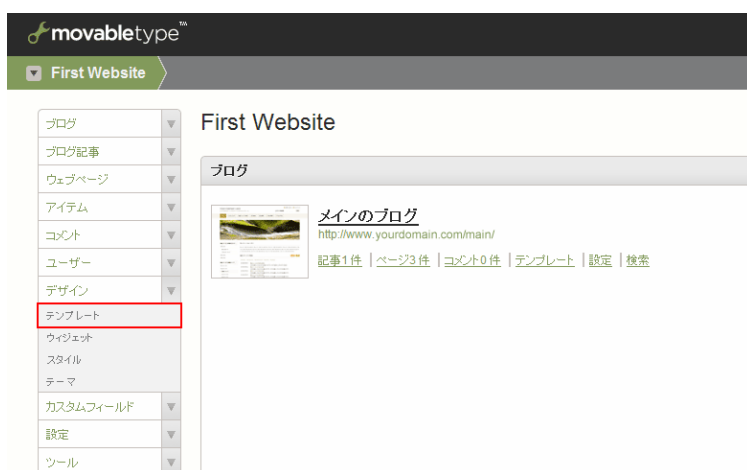 movabletype™
First Website
ブログ
ブログ記事
ウェブページ
アイテム
コメント
ユーザー
デザイン
テンプレート
ウィジェット
スタイル
テーマ
カスタムフィールド
設定
ツール
First Website
ブログ
メインのブログ
http://www.yourdomain.com/main/
記事1件 | ページ3件 | コメント0件 | テンプレート | 設定 | 検索